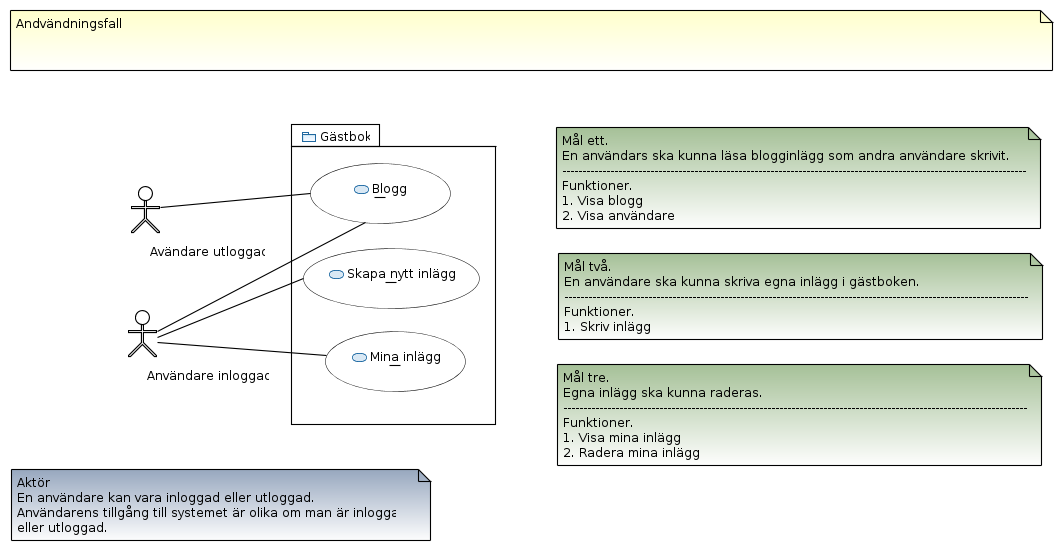 Andvändningsfall
Gästbok
Blogg
Avändare utloggad
Skapa nytt inlägg
Mina inlägg
Användare inloggad
Mål ett.
En användars ska kunna läsa blogginlägg som andra användare skrivit.
Funktioner.
1. Visa blogg
2. Visa användare
Mål två.
En användare ska kunna skriva egna inlägg i gästboken.
Funktioner.
1. Skriv inlägg
Mål tre.
Egna inlägg ska kunna raderas.
Funktioner.
1. Visa mina inlägg
2. Radera mina inlägg
Aktör
En användare kan vara inloggad eller utloggad.
Användarens tillgång till systemet är olika om man är inlogga
eller utloggad.